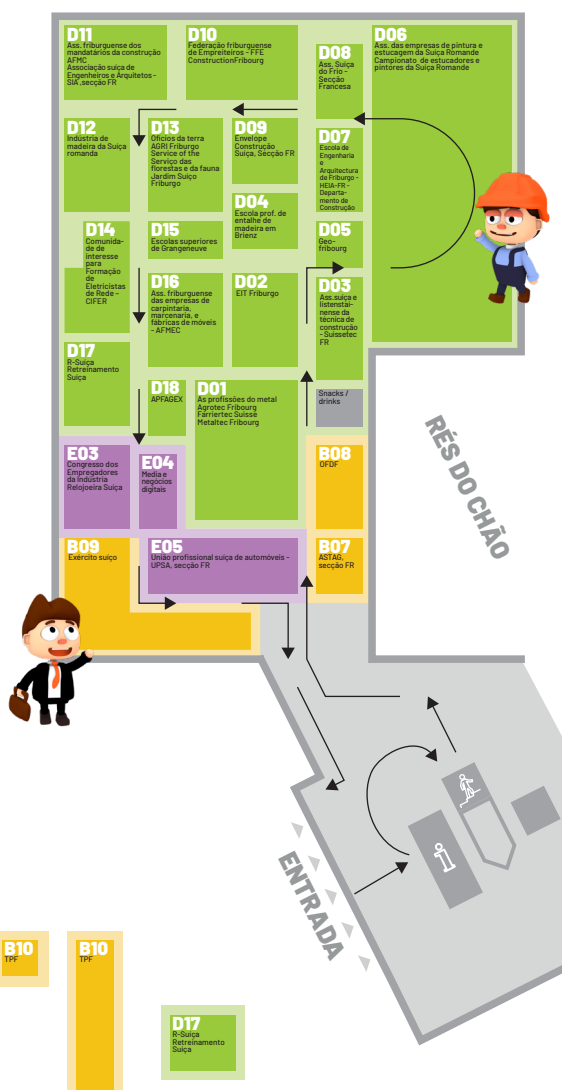 D11
Ass. friburguense dos
mandatários da construção
AFMC
Associação suíça de
Engenheiros e Arquitetos -
SIA ,secção FR
D10
Federação friburguense
de Empreiteiros - FFE
ConstructionFribourg
D08
Ass. Suíça
do Frio -
Secção
Francesa
D06
Ass. das empresas de pintura e
estucagem da Suíça Romande
Campionato de estucadores e
pintores da Suíça Romande
D12
Indústria de
madeira da Suíça
romanda
D13
Ofícios da terra
AGRI Friburgo
Service of the
Serviço das
florestas e da fauna
Jardim Suíço
Friburgo
D09
Envelope
Construção
Suíça, Secção FR
D07
Escola de
Engenharia
e
Arquitectura
de Friburgo -
HEIA-FR -
Departa-
mento de
Construção
D04
Escola prof. de
entalhe de
madeira em
Brienz
D14
Comunida-
de de
interesse
para
Formação
de
Eletricistas
de Rede -
CIFER
D15
Escolas superiores
de Grangeneuve
D05
Geo-
fribourg
D16
Ass. friburguense
das empresas de
carpintaria,
marcenaria, e
fábricas de móveis
- AFMEC
D02
EIT Friburgo
D03
Ass.suíça e
listenstai-
nense da
técnica de
construção
- Suissetec
FR
D17
R-Suíça
Retreinamento
Suíça
D18
APFAGEX
D01
As profissões do metal
Agrotec Fribourg
Farriertec Suisse
Metaltec Fribourg
Snacks /
drinks
RÉS DO CHÃO
E03
Congresso dos
Empregadores
da Indústria
Relojoeira Suíça
E04
Media e
negócios
digitais
B08
OFDF
B09
Exército suíço
E05
União profissional suíça de automóveis -
UPSA, secção FR
B07
ASTAG,
secção FR
ENTRADA
i
B10
TPF
B10
TPF
D17
R-Suíça
Retreinamento
Suíça